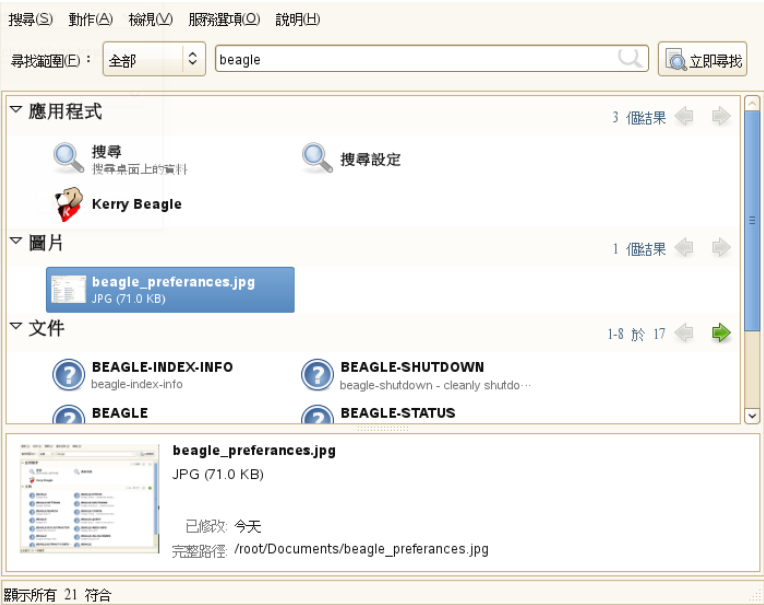 搜尋(S) 動作(A) 檢視(V) 服務選項(O) 說明(H)
尋找範圍(F)： 全部 beagle 立即尋找
應用程式 3 個結果
搜尋
搜尋桌面上的資料
搜尋設定
Kerry Beagle
圖片 1 個結果
beagle_preferances.jpg
JPG (71.0 KB)
文件 1-8 於 17
BEAGLE-INDEX-INFO
beagle-index-info
BEAGLE-SHUTDOWN
beagle-shutdown - cleanly shutdo…
BEAGLE
BEAGLE-STATUS
beagle_preferances.jpg
JPG (71.0 KB)
已修改: 今天
完整路徑: /root/Documents/beagle_preferances.jpg
顯示所有 21 符合